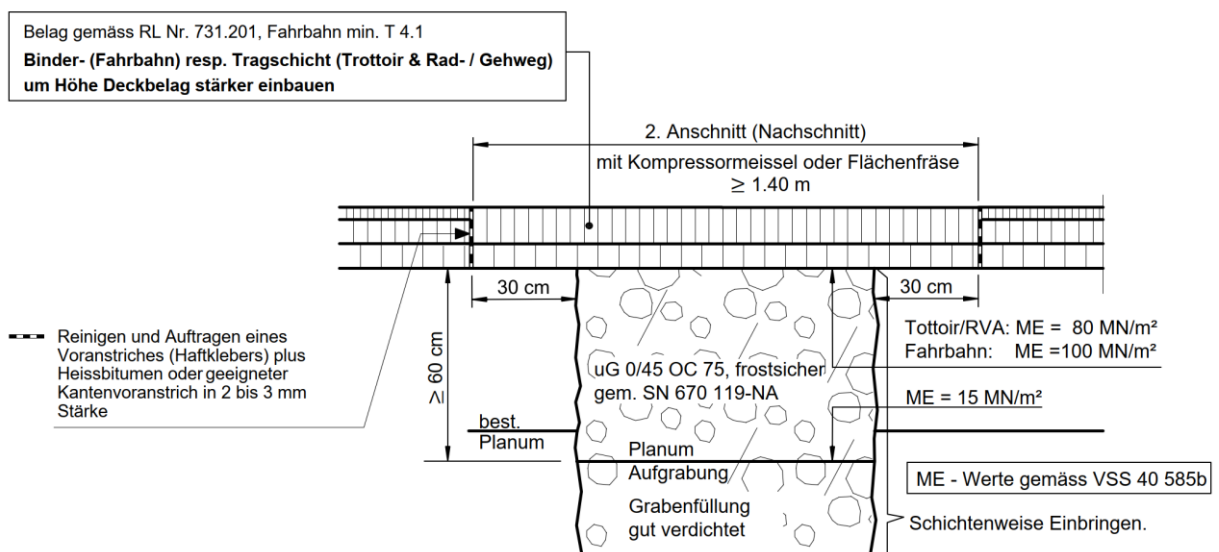 Belag gemäss RL Nr. 731.201, Fahrbahn min. T 4.1
Binder- (Fahrbahn) resp. Tragschicht (Trottoir & Rad- / Gehweg)
um Höhe Deckbelag stärker einbauen
2. Anschnitt (Nachschnitt)
mit Kompressormeissel oder Flächenfräse
≥ 1.40 m
30 cm
30 cm
≥ 60 cm
Reinigen und Auftragen eines
Voranstriches (Haftklebers) plus
Heissbitumen oder geeigneter
Kantenvoranstrich in 2 bis 3 mm
Stärke
uG 0/45 OC 75, frostsicher
gem. SN 670 119-NA
Tottoir/RVA: ME = 80 MN/m²
Fahrbahn: ME =100 MN/m²
ME = 15 MN/m²
best.
Planum
Planum
Aufgrabung
Grabenfüllung
gut verdichtet
ME - Werte gemäss VSS 40 585b
Schichtenweise Einbringen.